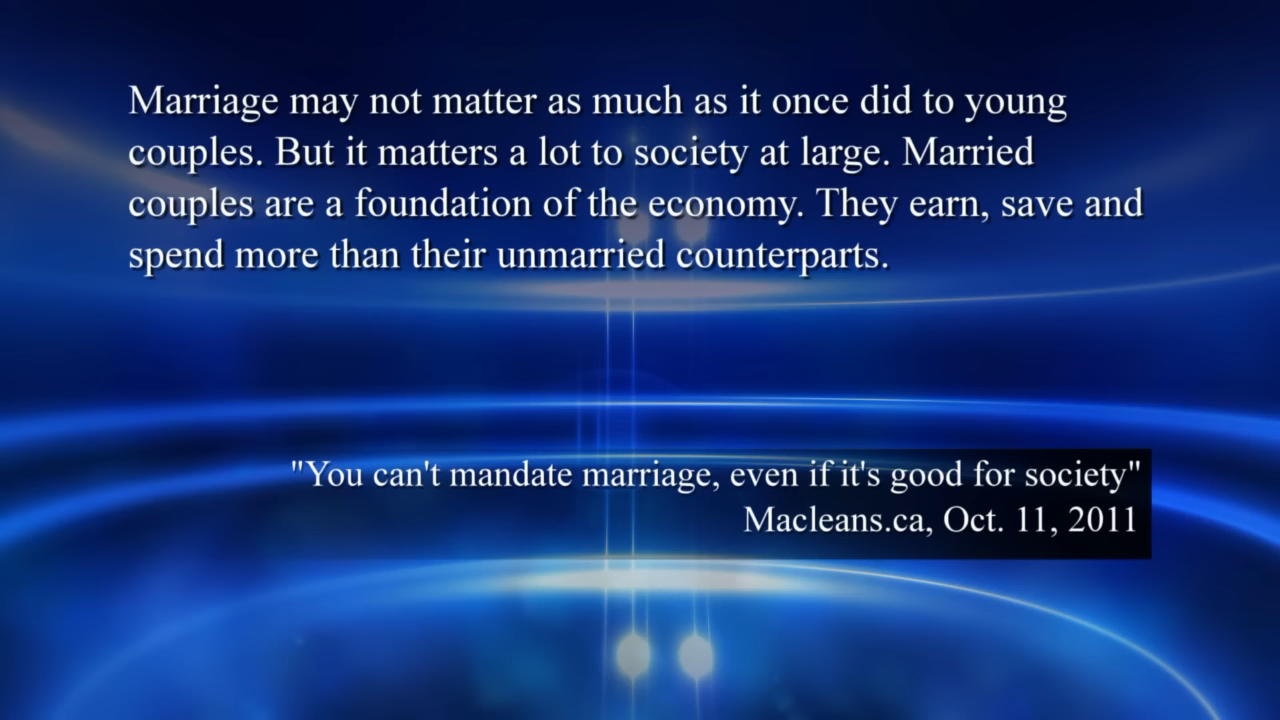 Marriage may not matter as much as it once did to young
couples. But it matters a lot to society at large. Married
couples are a foundation of the economy. They earn, save and
spend more than their unmarried counterparts.
"You can't mandate marriage, even if it's good for society"
Macleans.ca, Oct. 11, 2011